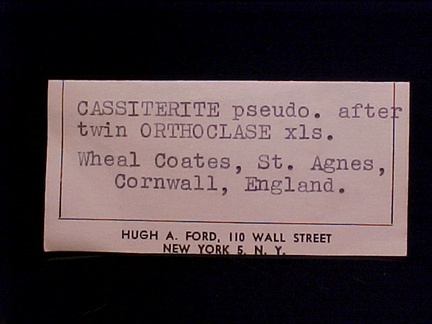 CASSITERITE pseudo. after
twin ORTHOCLASE xls.
Wheal Coates, St. Agnes,
Cornwall, England.
HUGH A. FORD, 110 WALL STREET
NEW YORK 5, N. Y.